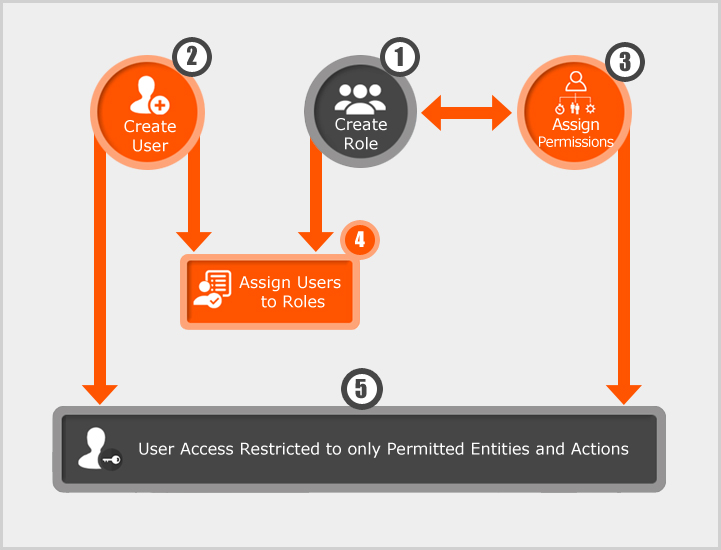 2
Create
User
1
Create
Role
3
Assign
Permissions
4
Assign Users
to Roles
5
User Access Restricted to only Permitted Entities and Actions